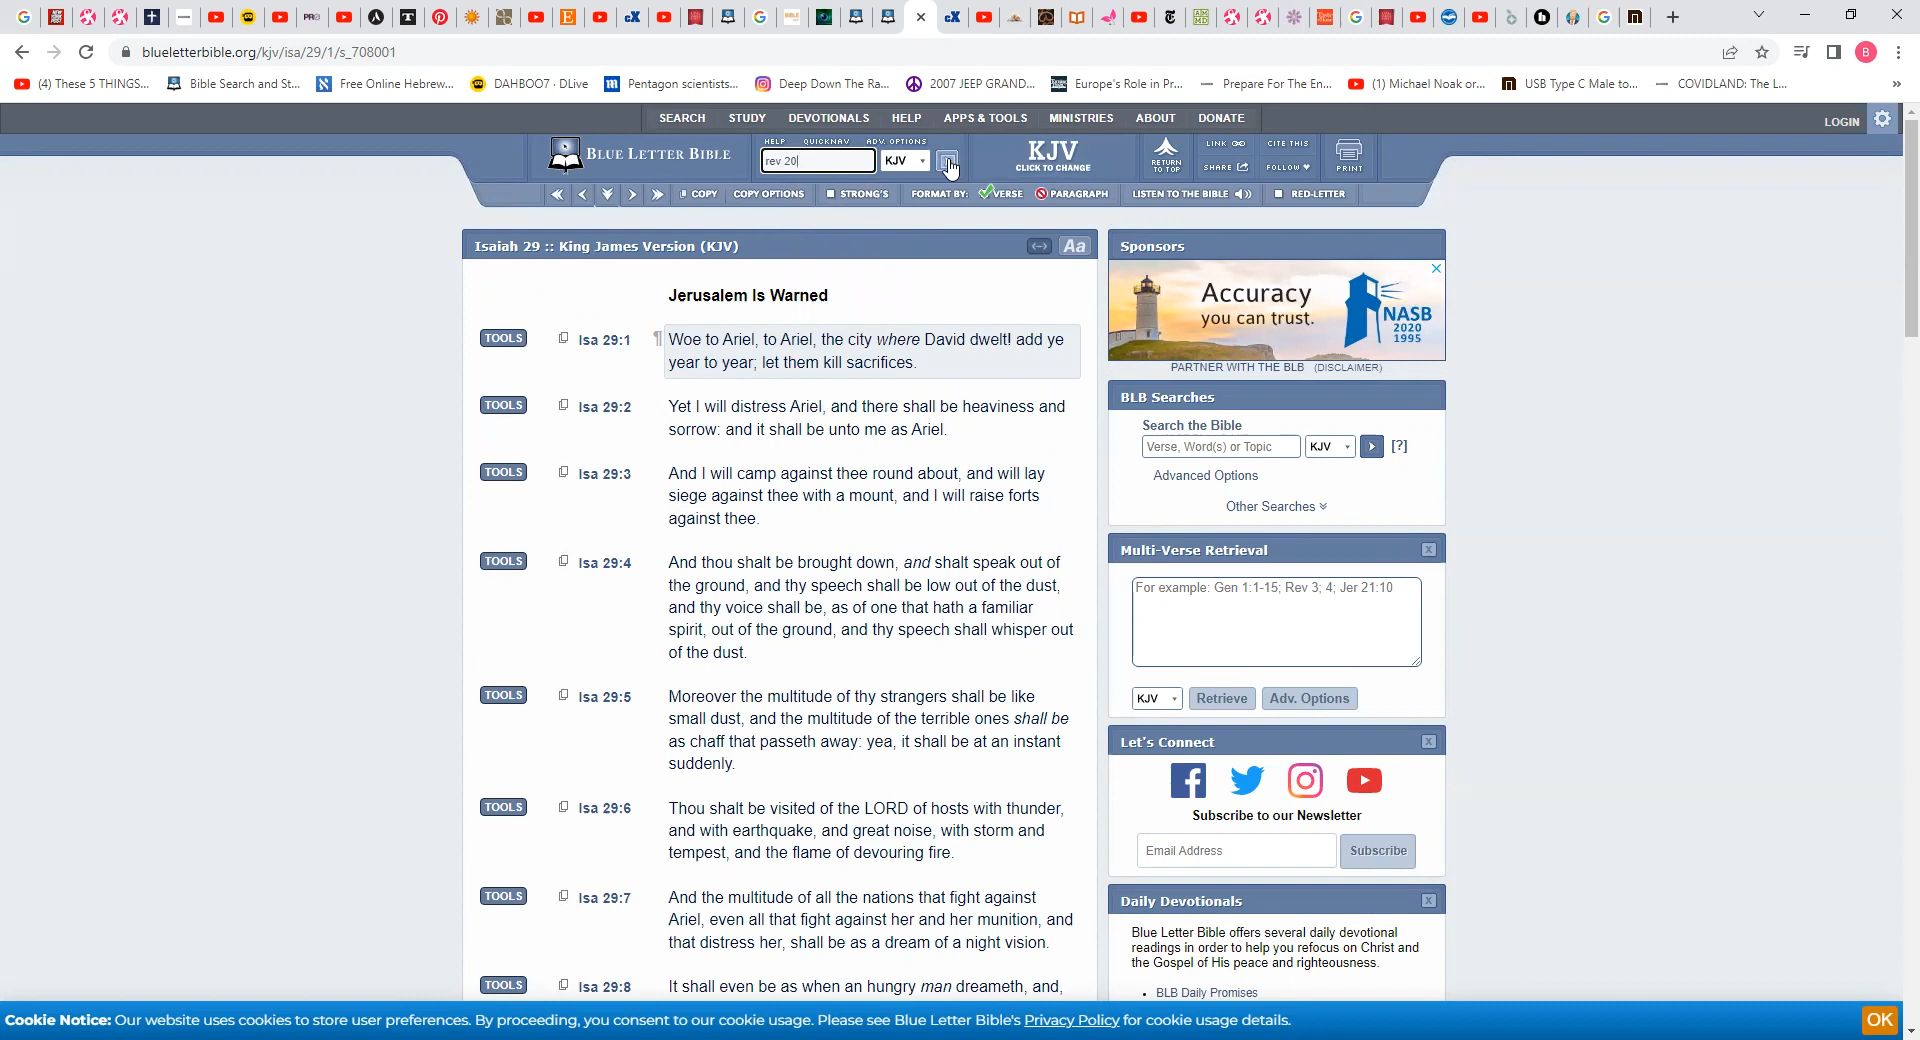 blueletterbible.org/kjv/isa/29/1/s_708001
(4) These 5 THINGS...
Bible Search and St...
Free Online Hebrew...
DAHBOO7 · DLive
Pentagon scientists...
Deep Down The Ra...
2007 JEEP GRAND...
Europe's Role in Pr...
Prepare For The En...
(1) Michael Noak or...
USB Type C Male to...
COVIDLAND: The L...
SEARCH STUDY DEVOTIONALS HELP APPS & TOOLS MINISTRIES ABOUT DONATE
LOGIN
BLUE LETTER BIBLE
HELP QUICKNAV ADV. OPTIONS
rev 20
KJV
KJV
CLICK TO CHANGE
RETURN
TO TOP
LINK
SHARE
CITE THIS
FOLLOW
PRINT
COPY COPY OPTIONS STRONG'S FORMAT BY: VERSE PARAGRAPH LISTEN TO THE BIBLE RED-LETTER
Isaiah 29 :: King James Version (KJV)
Aa
Jerusalem Is Warned
TOOLS Isa 29:1 ¶ Woe to Ariel, to Ariel, the city where David dwelt! add ye
year to year; let them kill sacrifices.
TOOLS Isa 29:2 Yet I will distress Ariel, and there shall be heaviness and
sorrow: and it shall be unto me as Ariel.
TOOLS Isa 29:3 And I will camp against thee round about, and will lay
siege against thee with a mount, and I will raise forts
against thee.
TOOLS Isa 29:4 And thou shalt be brought down, and shalt speak out of
the ground, and thy speech shall be low out of the dust,
and thy voice shall be, as of one that hath a familiar
spirit, out of the ground, and thy speech shall whisper out
of the dust.
TOOLS Isa 29:5 Moreover the multitude of thy strangers shall be like
small dust, and the multitude of the terrible ones shall be
as chaff that passeth away: yea, it shall be at an instant
suddenly.
TOOLS Isa 29:6 Thou shalt be visited of the LORD of hosts with thunder,
and with earthquake, and great noise, with storm and
tempest, and the flame of devouring fire.
TOOLS Isa 29:7 And the multitude of all the nations that fight against
Ariel, even all that fight against her and her munition, and
that distress her, shall be as a dream of a night vision.
TOOLS Isa 29:8 It shall even be as when an hungry man dreameth, and,
Sponsors
Accuracy
you can trust.
NASB
2020
1995
PARTNER WITH THE BLB (DISCLAIMER)
BLB Searches
Search the Bible
Verse, Word(s) or Topic KJV [?]
Advanced Options
Other Searches
Multi-Verse Retrieval
For example: Gen 1:1-15; Rev 3; 4; Jer 21:10
KJV Retrieve Adv. Options
Let's Connect
Subscribe to our Newsletter
Email Address Subscribe
Daily Devotionals
Blue Letter Bible offers several daily devotional
readings in order to help you refocus on Christ and
the Gospel of His peace and righteousness.
BLB Daily Promises
Cookie Notice: Our website uses cookies to store user preferences. By proceeding, you consent to our cookie usage. Please see Blue Letter Bible's Privacy Policy for cookie usage details.
OK